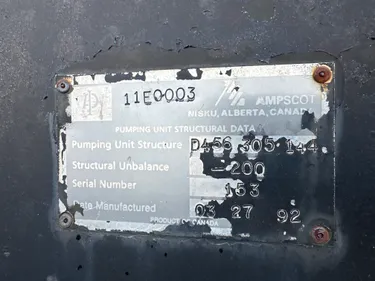 11E0003
AMPSCOT
NISKU, ALBERTA, CANADA
PUMPING UNIT STRUCTURAL DATA
Pumping Unit Structure D456 305 144
Structural Unbalance -200
Serial Number 153
Date Manufactured 03 27 92
PRODUCT OF CANADA